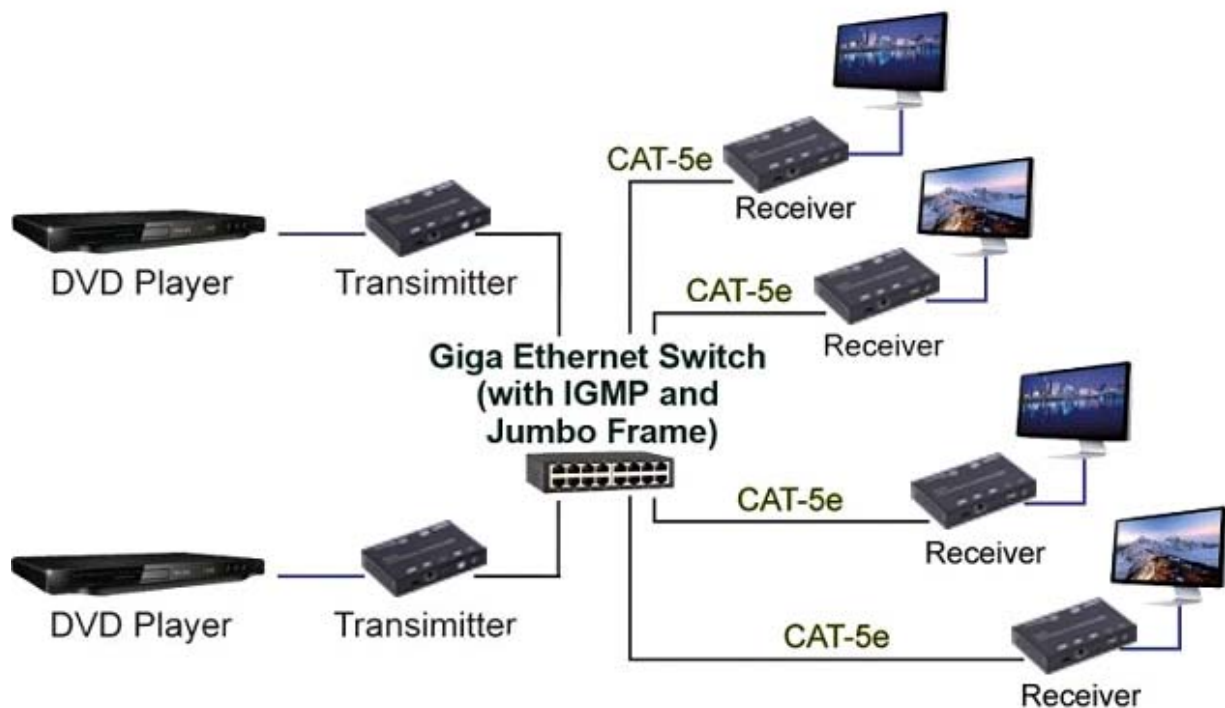 CAT-5e
Receiver
DVD Player
Transimitter
CAT-5e
Receiver
Giga Ethernet Switch
(with IGMP and
Jumbo Frame)
CAT-5e
Receiver
DVD Player
Transimitter
CAT-5e
Receiver